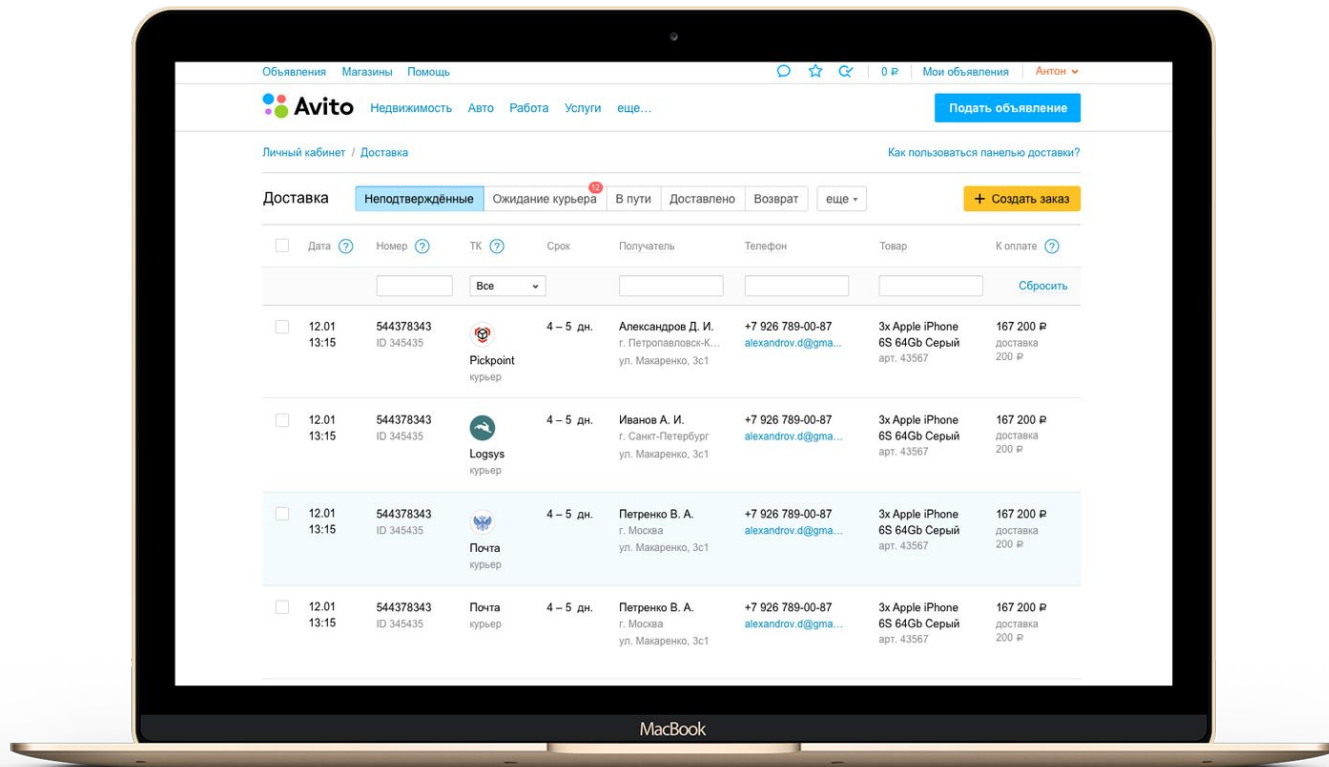 Объявления Магазины Помощь 0 ₽ Мои объявления Антон
Avito Недвижимость Авто Работа Услуги еще... Подать объявление
Личный кабинет / Доставка Как пользоваться панелью доставки?
Доставка Неподтверждённые Ожидание курьера 12 В пути Доставлено Возврат еще + Создать заказ
Дата ? Номер ? ТК ? Срок Получатель Телефон Товар К оплате ?
Все Сбросить
12.01 544378343 4 – 5 дн. Александров Д. И. +7 926 789-00-87 3x Apple iPhone 167 200 ₽
13:15 ID 345435 г. Петропавловск-К... alexandrov.d@gma... 6S 64Gb Серый доставка
Pickpoint ул. Макаренко, 3с1 арт. 43567 200 ₽
курьер
12.01 544378343 4 – 5 дн. Иванов А. И. +7 926 789-00-87 3x Apple iPhone 167 200 ₽
13:15 ID 345435 г. Санкт-Петербург alexandrov.d@gma... 6S 64Gb Серый доставка
Logsys ул. Макаренко, 3с1 арт. 43567 200 ₽
курьер
12.01 544378343 4 – 5 дн. Петренко В. А. +7 926 789-00-87 3x Apple iPhone 167 200 ₽
13:15 ID 345435 г. Москва alexandrov.d@gma... 6S 64Gb Серый доставка
Почта ул. Макаренко, 3с1 арт. 43567 200 ₽
курьер
12.01 544378343 Почта 4 – 5 дн. Петренко В. А. +7 926 789-00-87 3x Apple iPhone 167 200 ₽
13:15 ID 345435 курьер г. Москва alexandrov.d@gma... 6S 64Gb Серый доставка
ул. Макаренко, 3с1 арт. 43567 200 ₽
MacBook